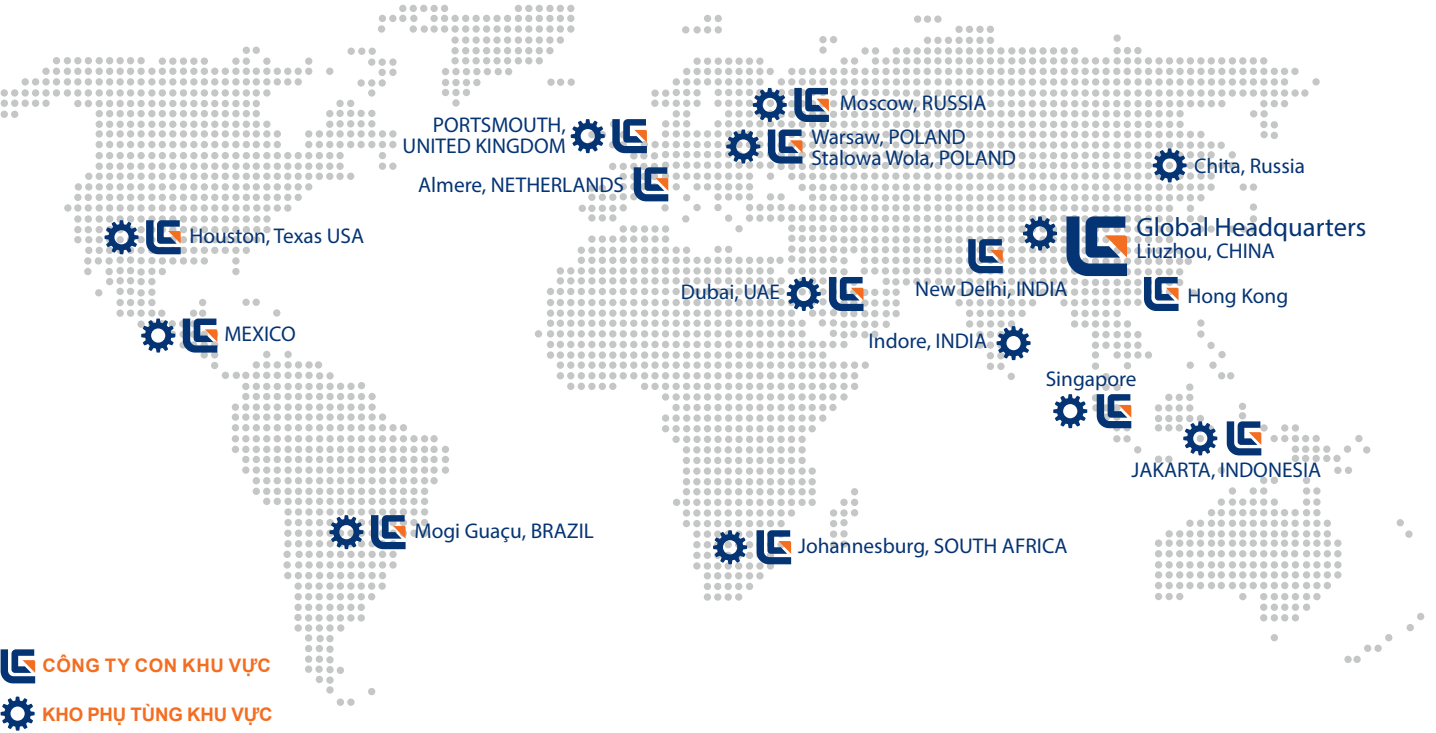 Moscow, RUSSIA
PORTSMOUTH,
UNITED KINGDOM
Warsaw, POLAND
Stalowa Wola, POLAND
Chita, Russia
Almere, NETHERLANDS
Houston, Texas USA
Global Headquarters
Liuzhou, CHINA
Dubai, UAE
New Delhi, INDIA
Hong Kong
MEXICO
Indore, INDIA
Singapore
JAKARTA, INDONESIA
Mogi Guaçu, BRAZIL
Johannesburg, SOUTH AFRICA
CÔNG TY CON KHU VỰC
KHO PHỤ TÙNG KHU VỰC